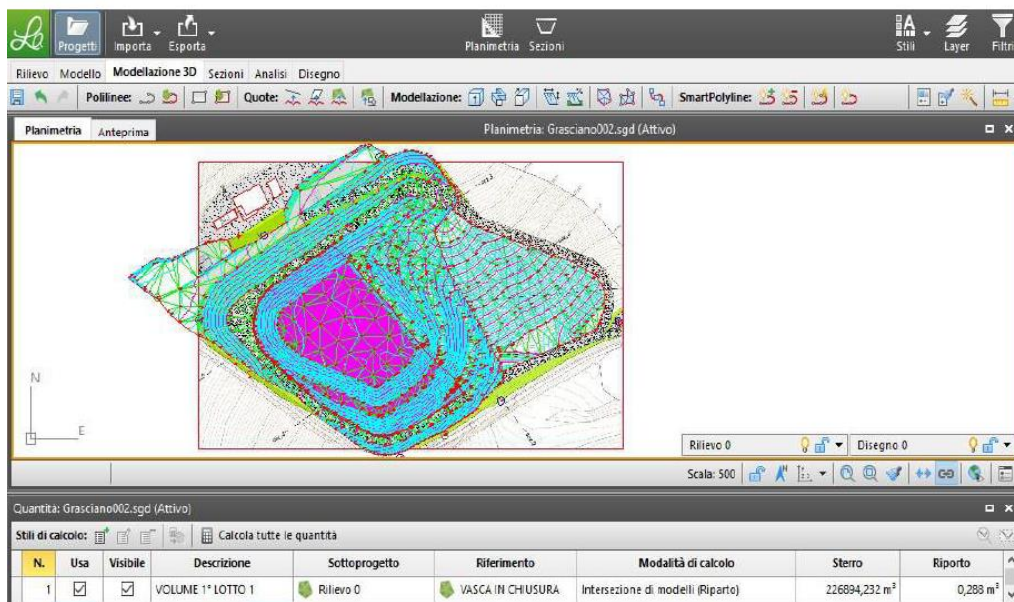 Progetti Importa Esporta Planimetria Sezioni Stili Layer Filtri
Rilievo Modello Modellazione 3D Sezioni Analisi Disegno
Polilinee: Quote: Modellazione: SmartPolyline:
Planimetria Anteprima Planimetria: Grasciano002.sgd (Attivo)
N
E
Rilievo 0 Disegno 0
Scala: 500
Quantità: Grasciano002.sgd (Attivo)
Stili di calcolo: Calcola tutte le quantità
N. Usa Visibile Descrizione Sottoprogetto Riferimento Modalità di calcolo Sterro Riporto
1 VOLUME 1° LOTTO 1 Rilievo 0 VASCA IN CHIUSURA Intersezione di modelli (Riparto) 226894,232 m³ 0,288 m³